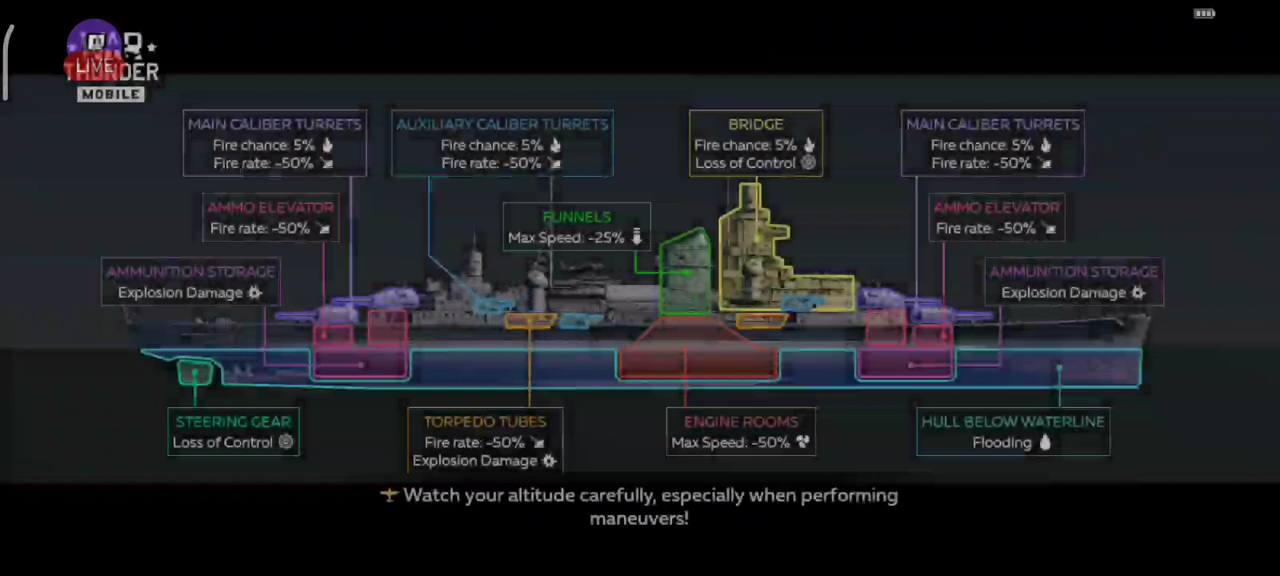 LIVE
THUNDER
MOBILE
MAIN CALIBER TURRETS
Fire chance: 5%
Fire rate: -50%
AUXILIARY CALIBER TURRETS
Fire chance: 5%
Fire rate: -50%
BRIDGE
Fire chance: 5%
Loss of Control
MAIN CALIBER TURRETS
Fire chance: 5%
Fire rate: -50%
AMMO ELEVATOR
Fire rate: -50%
FUNNELS
Max Speed: -25%
AMMO ELEVATOR
Fire rate: -50%
AMMUNITION STORAGE
Explosion Damage
AMMUNITION STORAGE
Explosion Damage
STEERING GEAR
Loss of Control
TORPEDO TUBES
Fire rate: -50%
Explosion Damage
ENGINE ROOMS
Max Speed: -50%
HULL BELOW WATERLINE
Flooding
Watch your altitude carefully, especially when performing
maneuvers!